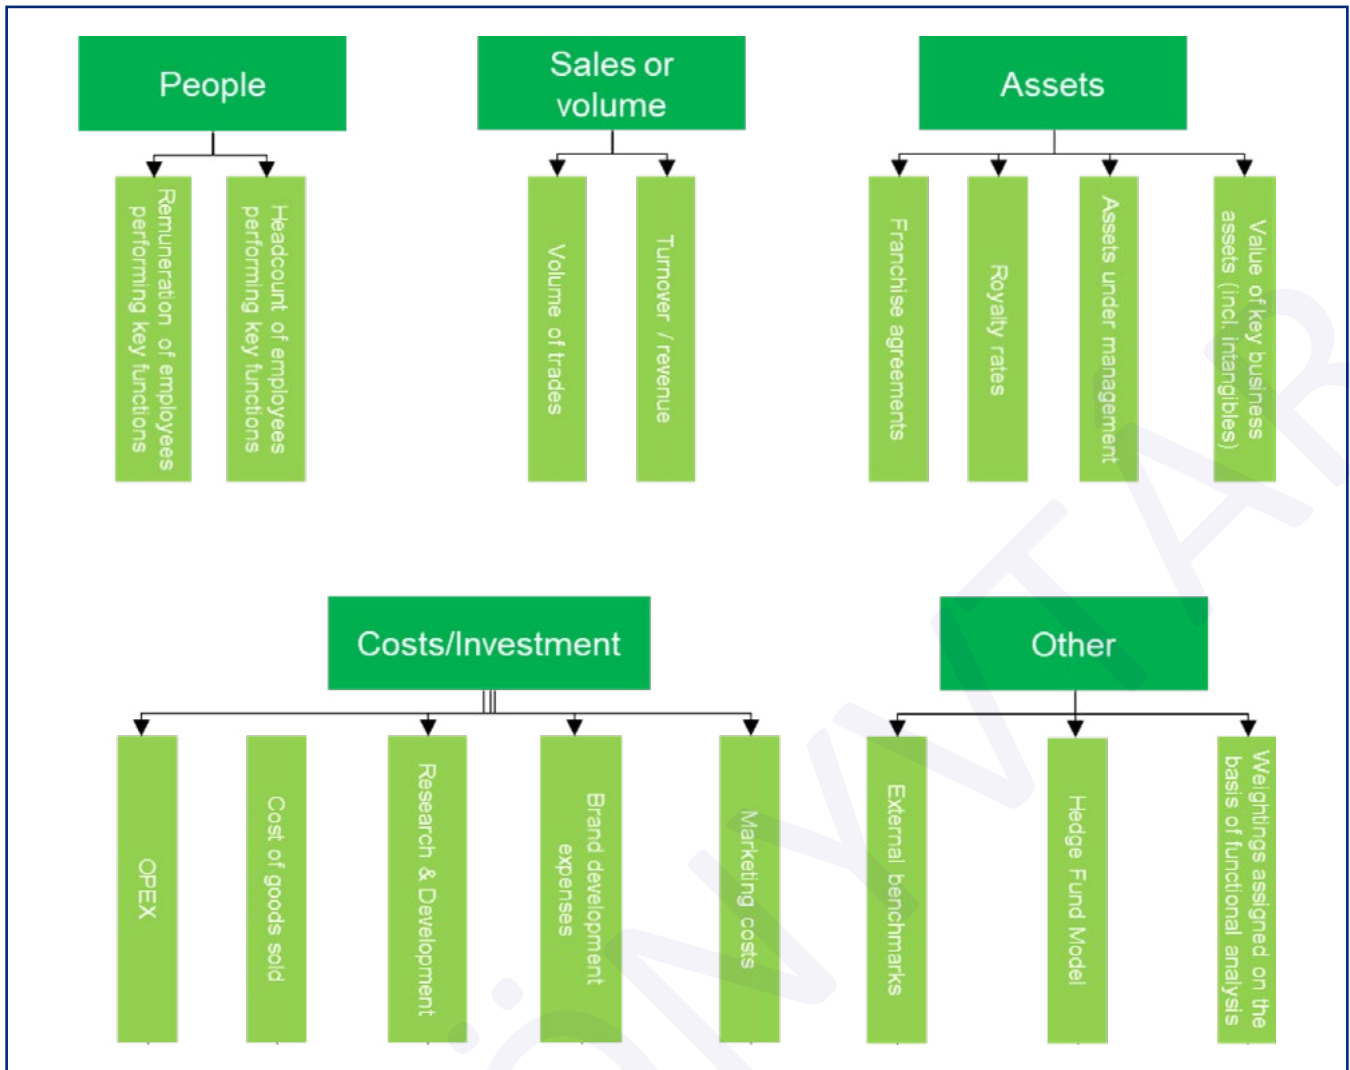 People
Remuneration of employees
performing key functions
Headcount of employees
performing key functions
Sales or
volume
Volume of trades
Turnover / revenue
Assets
Franchise agreements
Royalty rates
Assets under management
Value of key business
assets (incl. intangibles)
Costs/Investment
OPEX
Cost of goods sold
Research & Development
Brand development
expenses
Marketing costs
Other
External benchmarks
Hedge Fund Model
Weightings assigned on the
basis of functional analysis
ÖNYVTÁR